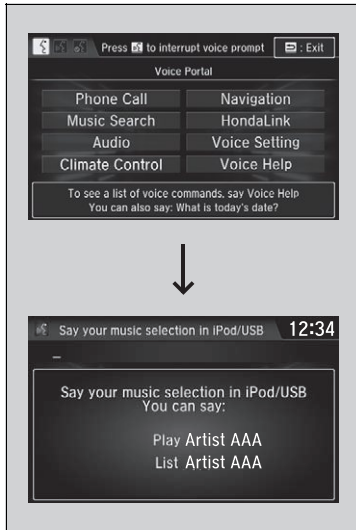 Press to interrupt voice prompt : Exit
Voice Portal
Phone Call Navigation
Music Search HondaLink
Audio Voice Setting
Climate Control Voice Help
To see a list of voice commands, say Voice Help
You can also say: What is today's date?
Say your music selection in iPod/USB 12:34
Say your music selection in iPod/USB
You can say:
Play Artist AAA
List Artist AAA